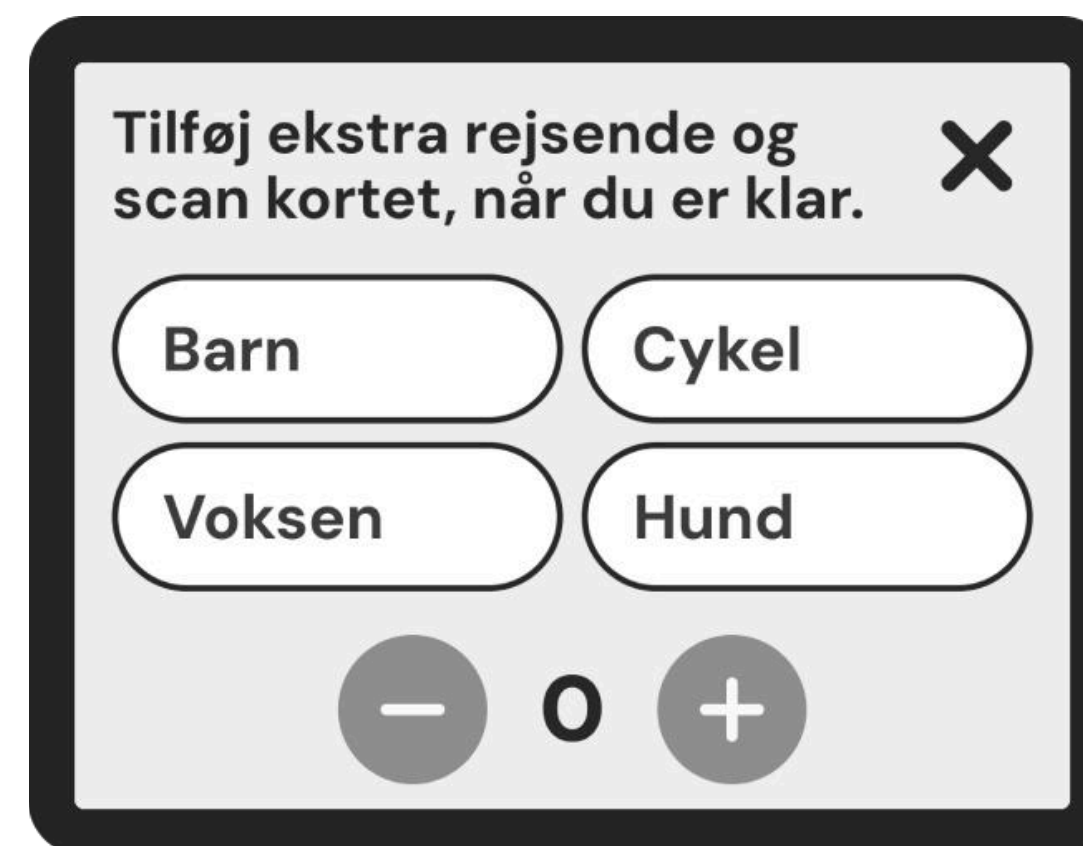 Tilføj ekstra rejsende og
scan kortet, når du er klar.
Barn
Cykel
Voksen
Hund
0